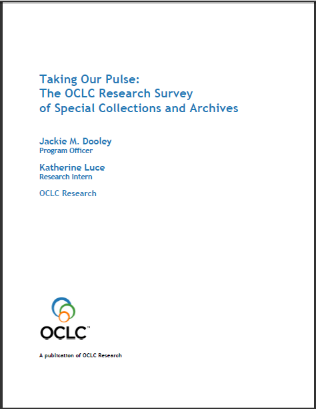 Taking Our Pulse:
The OCLC Research Survey
of Special Collections and Archives
Jackie M. Dooley
Program Officer
Katherine Luce
Research Intern
OCLC Research
OCLC™
A publication of OCLC Research